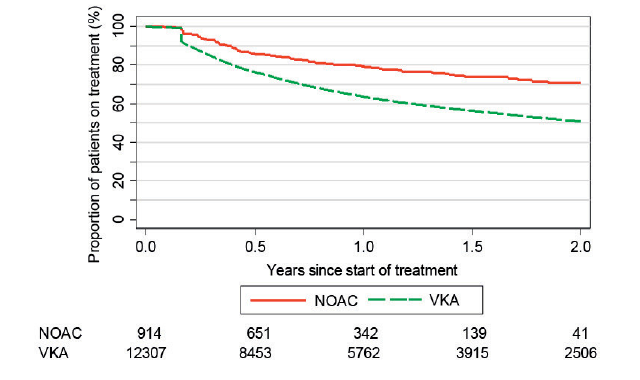 Proportion of patients on treatment (%)
100
80
60
40
20
0
0.0 0.5 1.0 1.5 2.0
Years since start of treatment
NOAC VKA
NOAC 914 651 342 139 41
VKA 12307 8453 5762 3915 2506